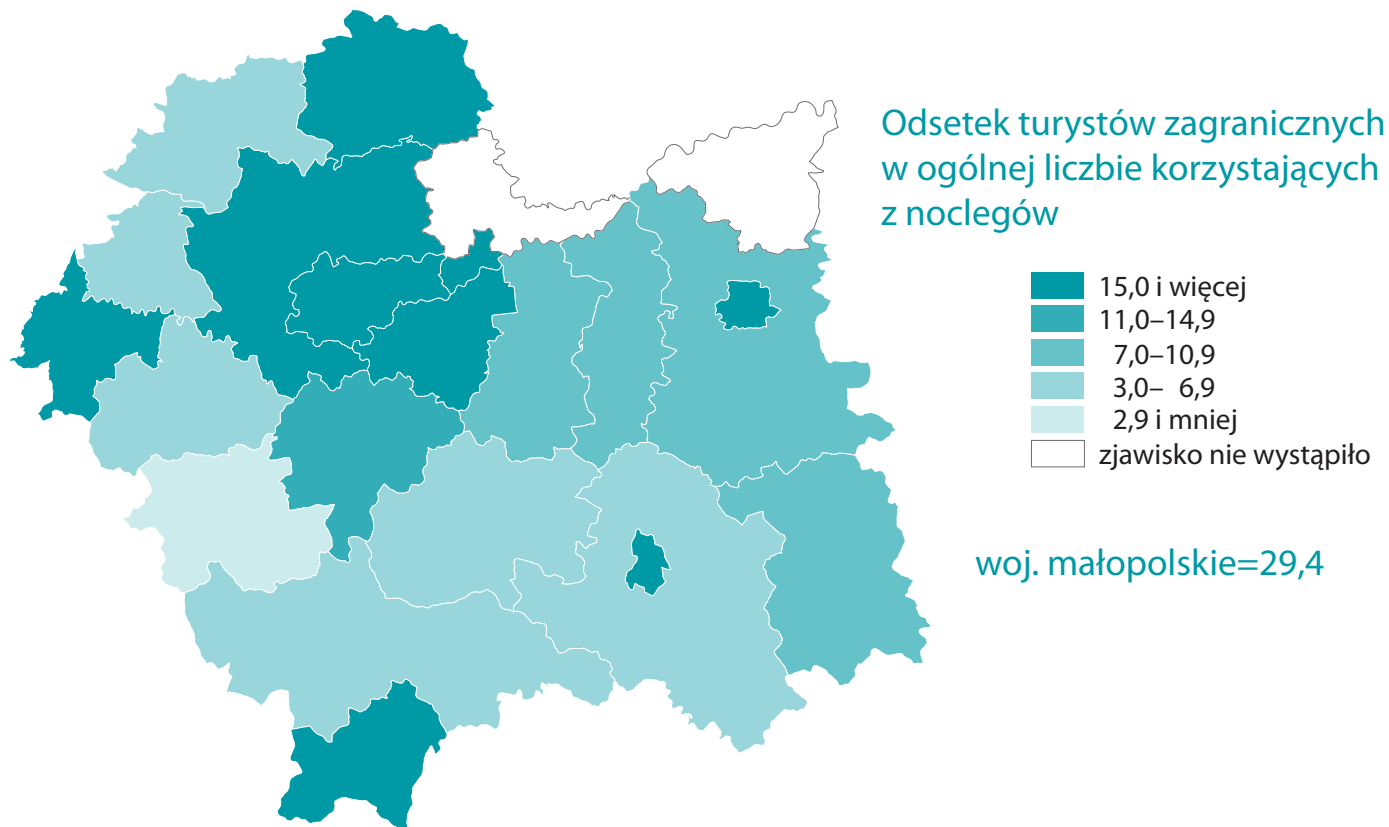 Odsetek turystów zagranicznych
w ogólnej liczbie korzystających
z noclegów
15,0 i więcej
11,0–14,9
7,0–10,9
3,0– 6,9
2,9 i mniej
zjawisko nie wystąpiło
woj. małopolskie=29,4